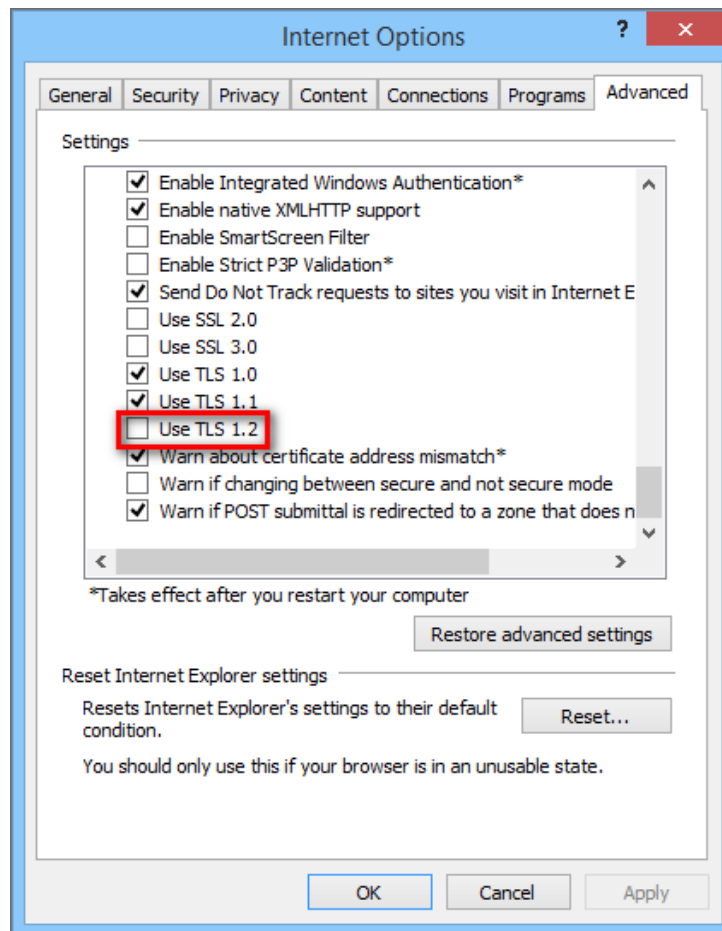 Internet Options
?
General Security Privacy Content Connections Programs Advanced
Settings
Enable Integrated Windows Authentication*
Enable native XMLHTTP support
Enable SmartScreen Filter
Enable Strict P3P Validation*
Send Do Not Track requests to sites you visit in Internet E
Use SSL 2.0
Use SSL 3.0
Use TLS 1.0
Use TLS 1.1
Use TLS 1.2
Warn about certificate address mismatch*
Warn if changing between secure and not secure mode
Warn if POST submittal is redirected to a zone that does n
*Takes effect after you restart your computer
Restore advanced settings
Reset Internet Explorer settings
Resets Internet Explorer's settings to their default
condition.
Reset...
You should only use this if your browser is in an unusable state.
OK Cancel Apply